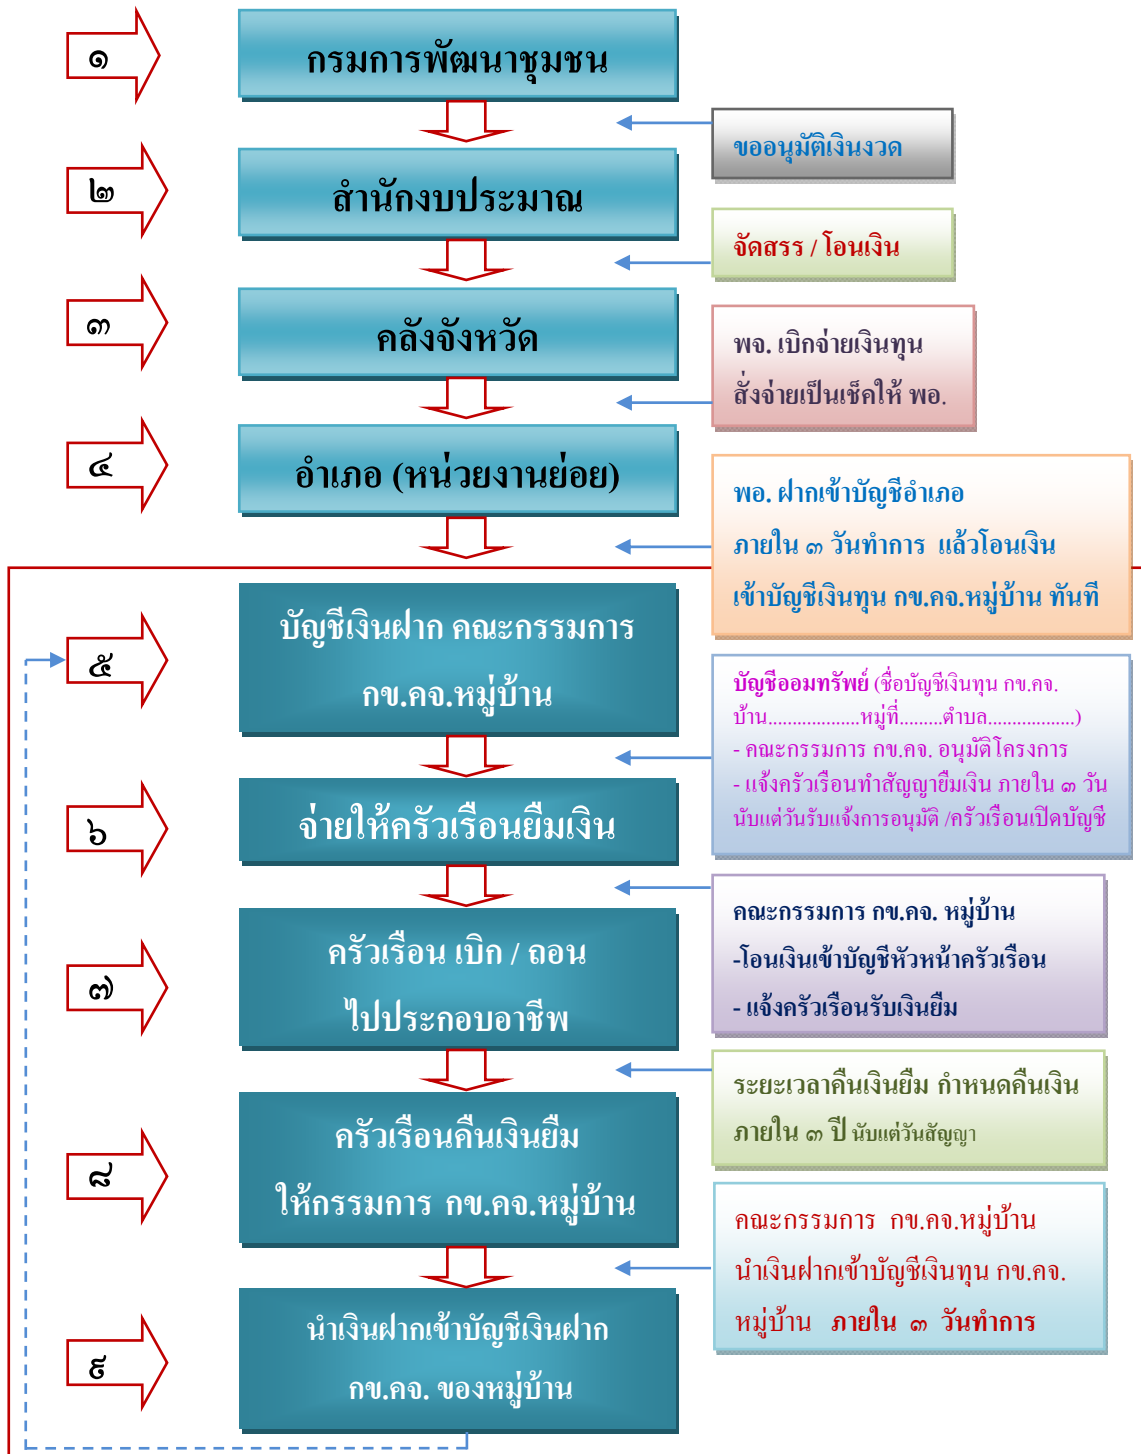 ๑
กรมการพัฒนาชุมชน
ขออนุมัติเงินงวด
๒
สำนักงบประมาณ
จัดสรร / โอนเงิน
๓
คลังจังหวัด
พจ. เบิกจ่ายเงินทุน
สั่งจ่ายเป็นเช็คให้ พอ.
๔
อำเภอ (หน่วยงานย่อย)
พอ. ฝากเข้าบัญชีอำเภอ
ภายใน ๓ วันทำการ แล้วโอนเงิน
เข้าบัญชีเงินทุน กข.คจ.หมู่บ้าน ทันที
๕
บัญชีเงินฝาก คณะกรรมการ
กข.คจ.หมู่บ้าน
บัญชีออมทรัพย์ (ชื่อบัญชีเงินทุน กข.คจ.
บ้าน...................หมู่ที่.........ตำบล..................)
- คณะกรรมการ กข.คจ. อนุมัติโครงการ
- แจ้งครัวเรือนทำสัญญายืมเงิน ภายใน ๓ วัน
นับแต่วันรับแจ้งการอนุมัติ /ครัวเรือนเปิดบัญชี
๖
จ่ายให้ครัวเรือนยืมเงิน
คณะกรรมการ กข.คจ. หมู่บ้าน
-โอนเงินเข้าบัญชีหัวหน้าครัวเรือน
- แจ้งครัวเรือนรับเงินยืม
๗
ครัวเรือน เบิก / ถอน
ไปประกอบอาชีพ
ระยะเวลาคืนเงินยืม กำหนดคืนเงิน
ภายใน ๓ ปี นับแต่วันสัญญา
๘
ครัวเรือนคืนเงินยืม
ให้กรรมการ กข.คจ.หมู่บ้าน
คณะกรรมการ กข.คจ.หมู่บ้าน
นำเงินฝากเข้าบัญชีเงินทุน กข.คจ.
หมู่บ้าน ภายใน ๓ วันทำการ
๙
นำเงินฝากเข้าบัญชีเงินฝาก
กข.คจ. ของหมู่บ้าน